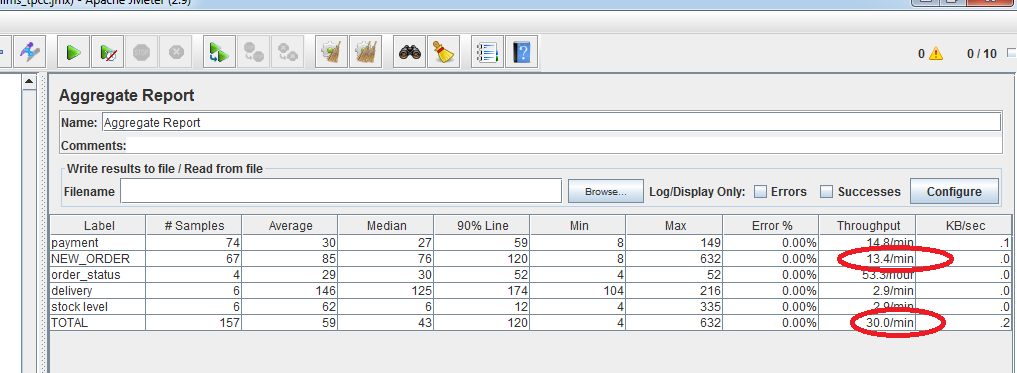 _tpcc.jmx) - Apache JMeter (2.9)
0 0 / 10
Aggregate Report
Name: Aggregate Report
Comments:
Write results to file / Read from file
Filename Browse... Log/Display Only: Errors Successes Configure
Label # Samples Average Median 90% Line Min Max Error % Throughput KB/sec
payment 74 30 27 59 8 149 0.00% 14.8/min .1
NEW_ORDER 67 85 76 120 8 632 0.00% 13.4/min .0
order_status 4 29 30 52 4 52 0.00% 53.3/hour .0
delivery 6 146 125 174 104 216 0.00% 2.9/min .0
stock level 6 62 6 12 4 335 0.00% 2.9/min .0
TOTAL 157 59 43 120 4 632 0.00% 30.0/min .2